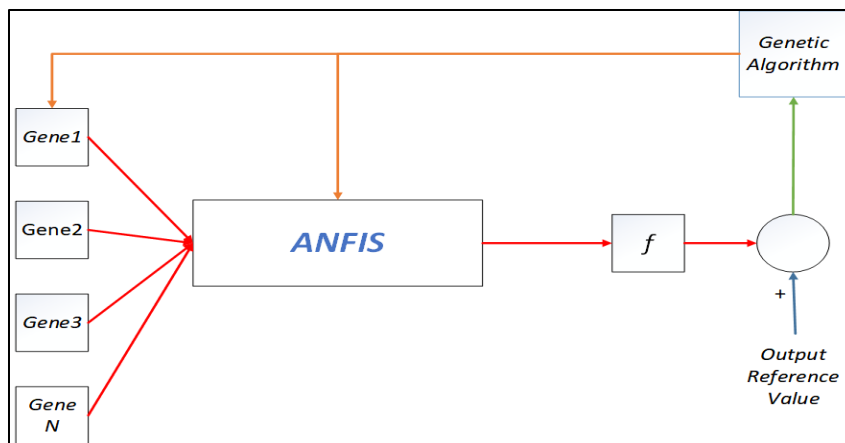 Genetic
Algorithm
Gene1
Gene2
ANFIS
f
+
Gene3
Output
Reference
Value
Gene
N